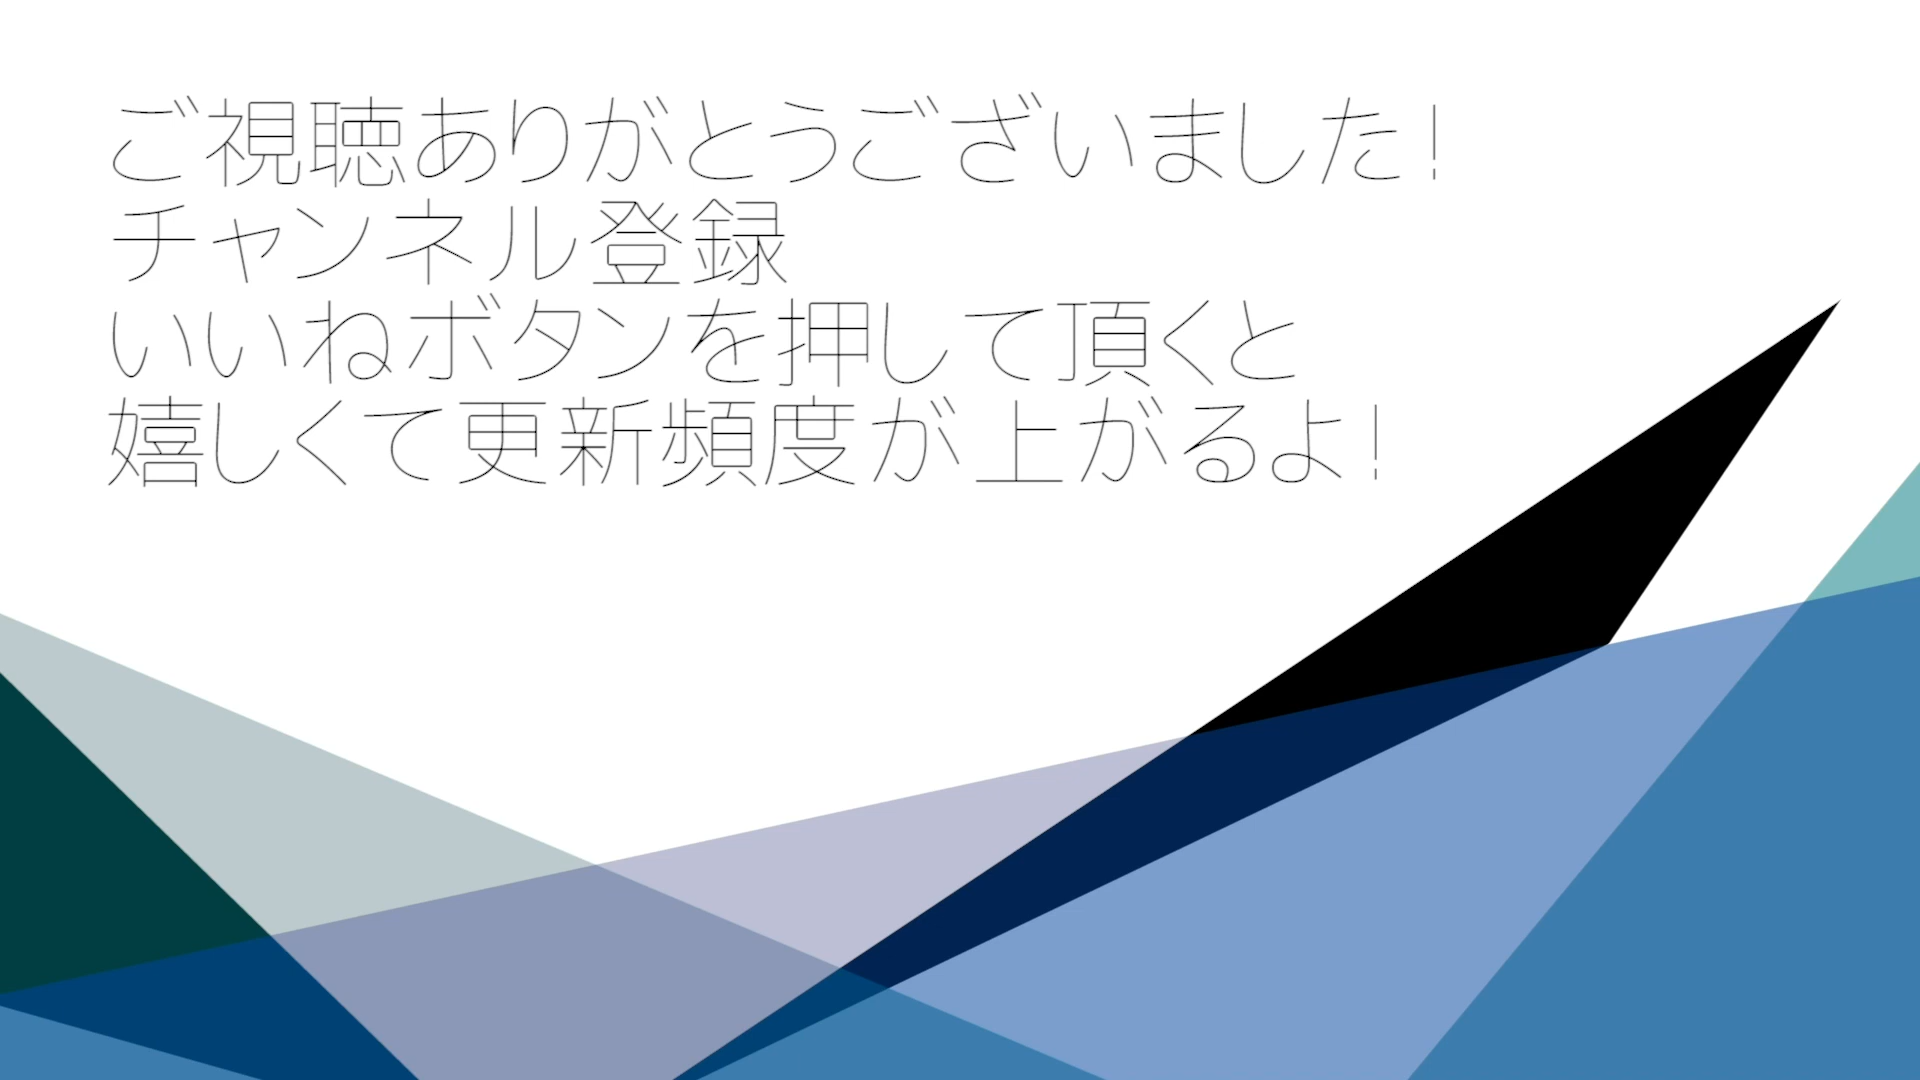 ご視聴ありがとうございました！
チャンネル登録
いいねボタンを押して頂くと
嬉しくて更新頻度が上がるよ！